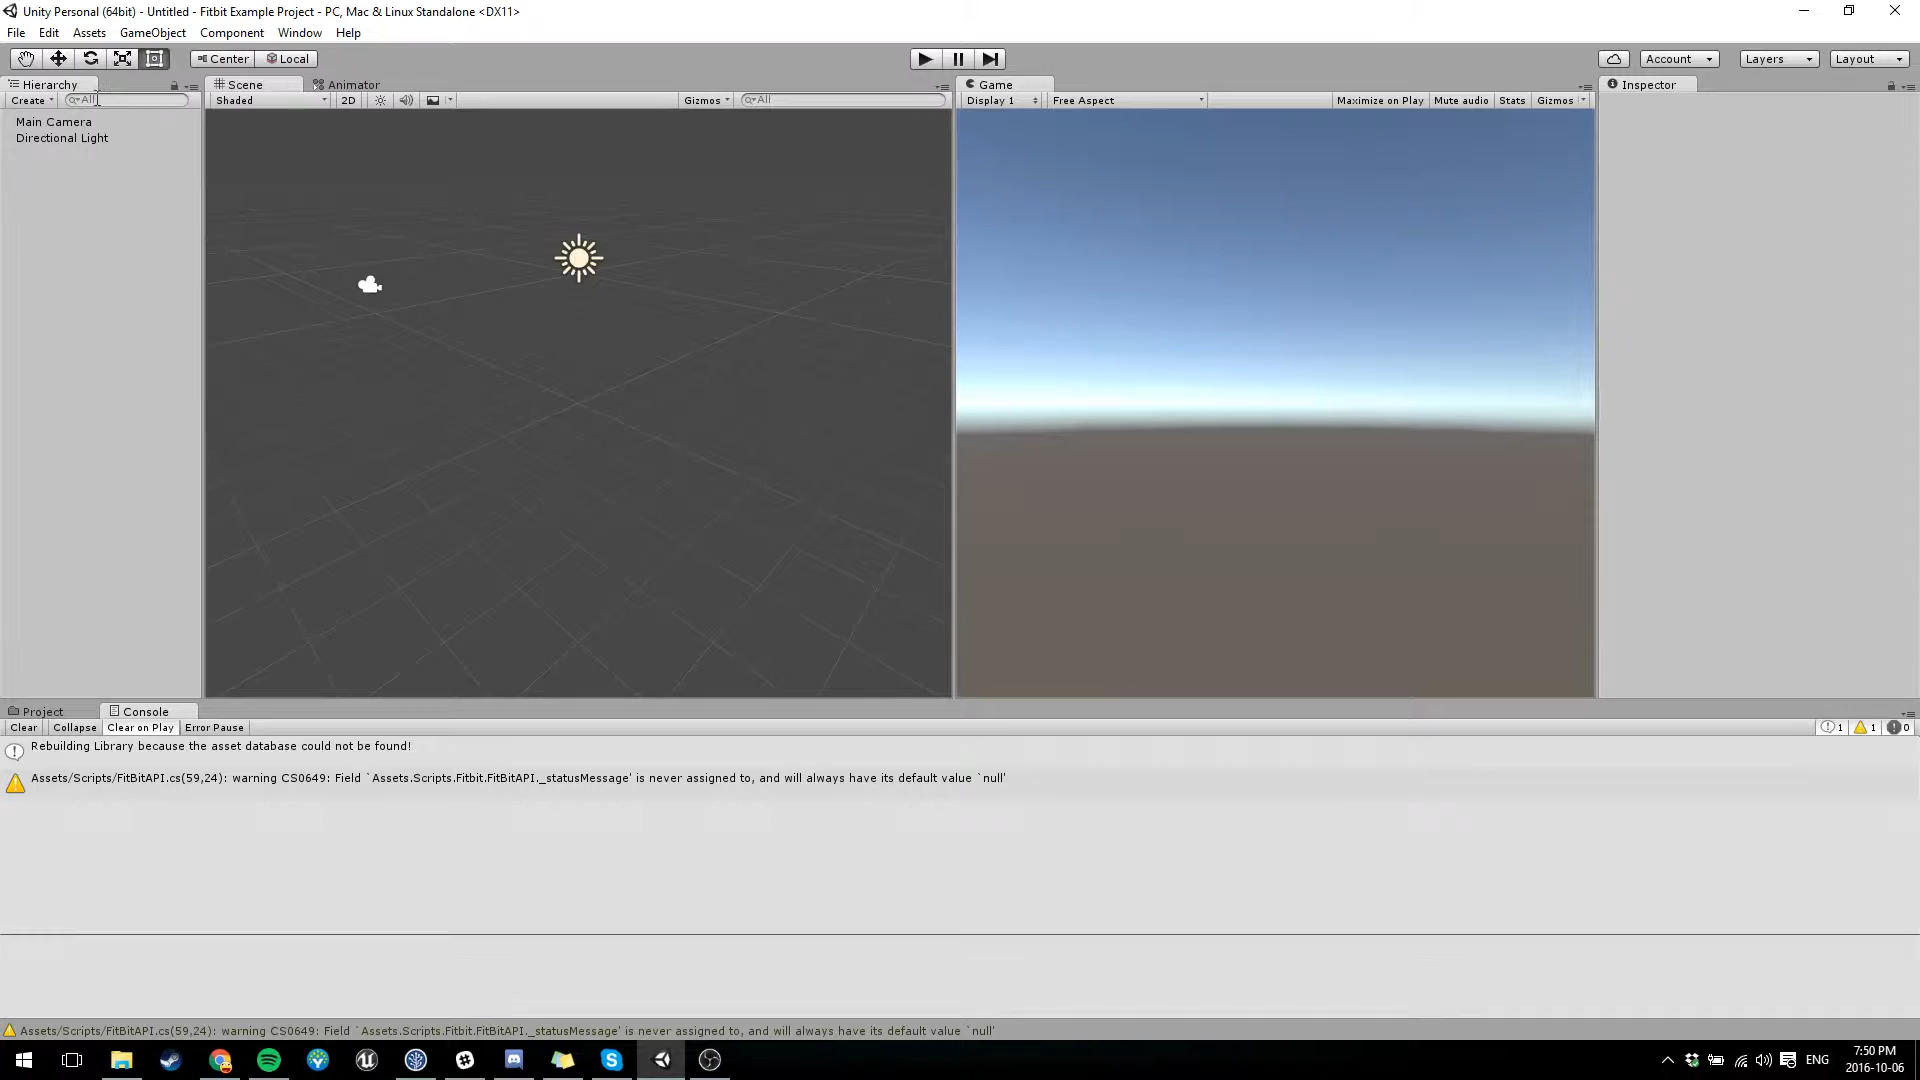 Unity Personal (64bit) - Untitled - Fitbit Example Project - PC, Mac & Linux Standalone <DX11>
File Edit Assets GameObject Component Window Help
Center Local Account Layers Layout
Hierarchy Scene Animator Game Inspector
Create All Shaded 2D Gizmos All Display 1 Free Aspect Maximize on Play Mute audio Stats Gizmos
Main Camera
Directional Light
Project Console
Clear Collapse Clear on Play Error Pause 1 1 0
Rebuilding Library because the asset database could not be found!
Assets/Scripts/FitBitAPI.cs(59,24): warning CS0649: Field `Assets.Scripts.Fitbit.FitBitAPI._statusMessage' is never assigned to, and will always have its default value `null'
Assets/Scripts/FitBitAPI.cs(59,24): warning CS0649: Field `Assets.Scripts.Fitbit.FitBitAPI._statusMessage' is never assigned to, and will always have its default value `null'
ENG 7:50 PM
2016-10-06